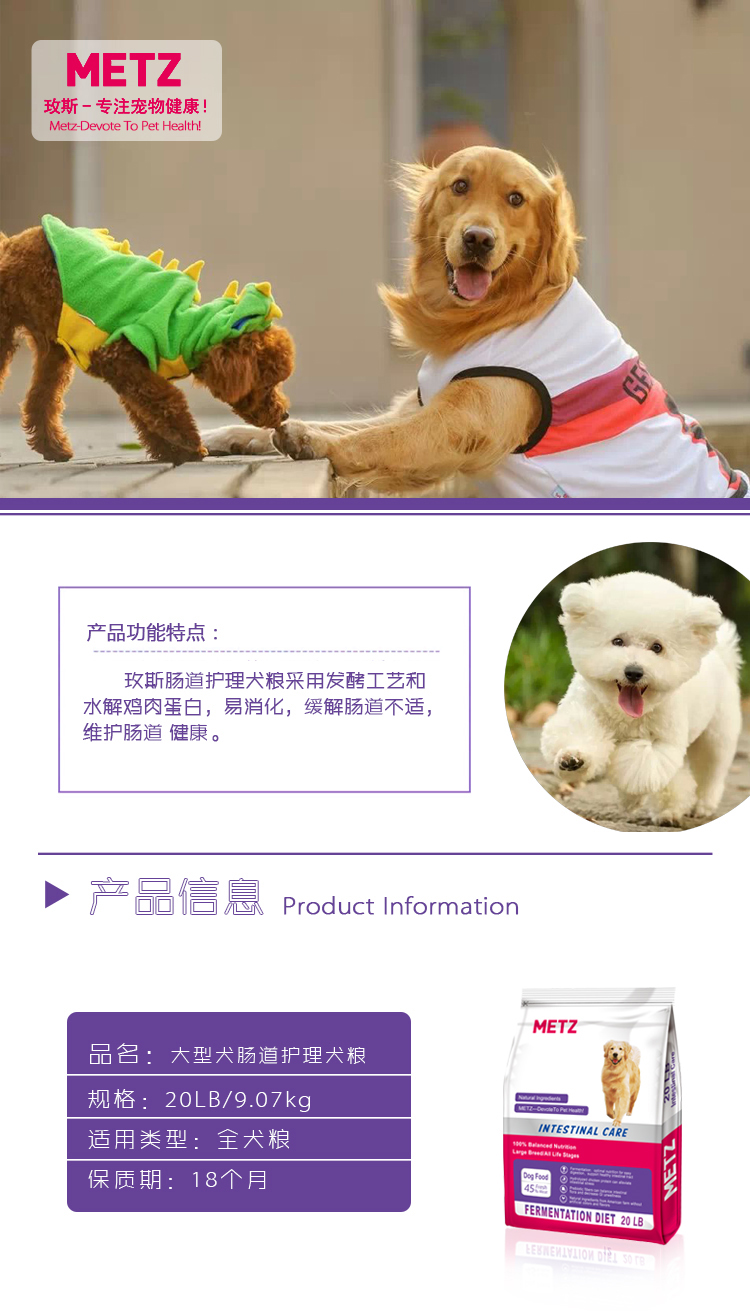 METZ
玫斯－专注宠物健康！
Metz-Devote To Pet Health!
GE
产品功能特点：
玫斯肠道护理犬粮采用发酵工艺和
水解鸡肉蛋白，易消化，缓解肠道不适，
维护肠道 健康。
产品信息 Product Information
品名：大型犬肠道护理犬粮
规格：20LB/9.07kg
适用类型：全犬粮
保质期：18个月
METZ
Natural Ingredients
METZ—DevoteTo Pet Health!
INTESTINAL CARE
100% Balanced Nutrition
Large Breed/All Life Stages
Dog Food
45% Fresh
FERMENTATION DIET 20 LB
20 LB
Intestinal Care
METZ